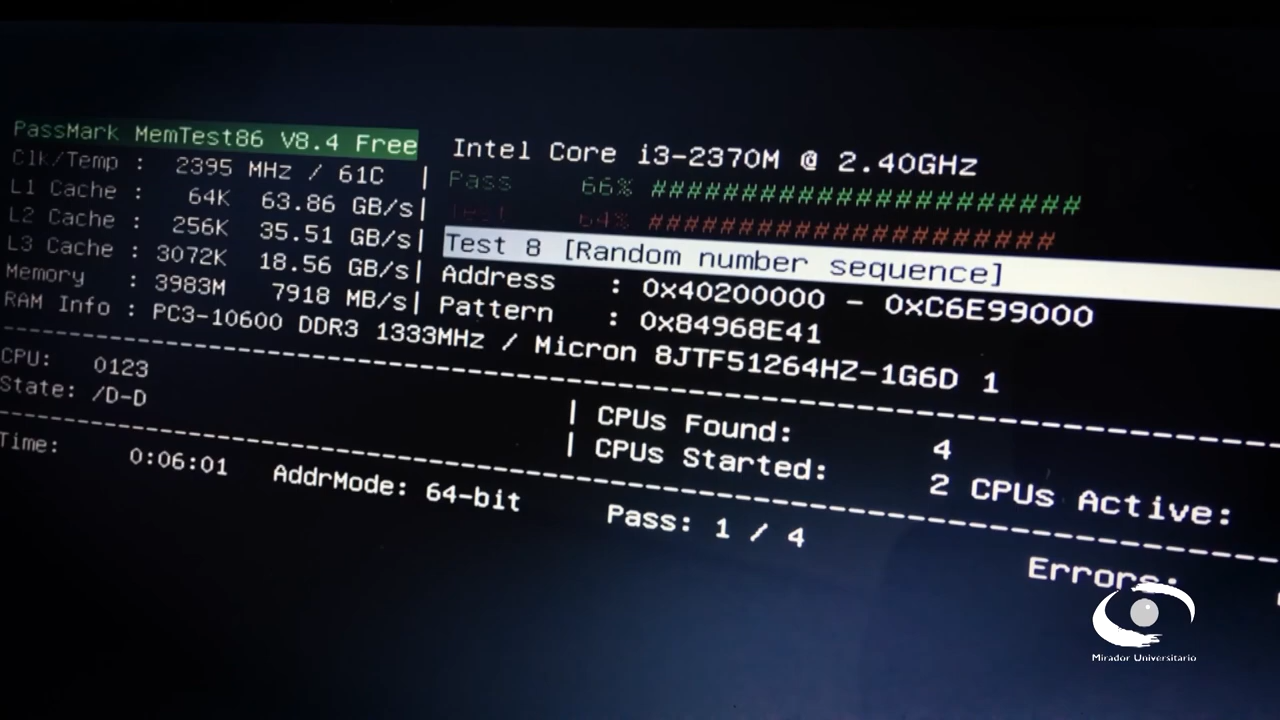 PassMark MemTest86 V8.4 Free
Intel Core i3-2370M @ 2.40GHz
Clk/Temp : 2395 MHz / 61C |
Pass 66% #######################
L1 Cache : 64K 63.86 GB/s|
Test 64% ######################
L2 Cache : 256K 35.51 GB/s|
Test 8 [Random number sequence]
L3 Cache : 3072K 18.56 GB/s|
Address : 0x40200000 - 0xC6E99000
Memory : 3983M 7918 MB/s|
Pattern : 0x84968E41
RAM Info : PC3-10600 DDR3 1333MHz / Micron 8JTF51264HZ-1G6D 1
CPU: 0123
| CPUs Found: 4
State: /D-D
| CPUs Started: 2 CPUs Active:
Time: 0:06:01 AddrMode: 64-bit Pass: 1 / 4 Errors:
Mirador Universitario